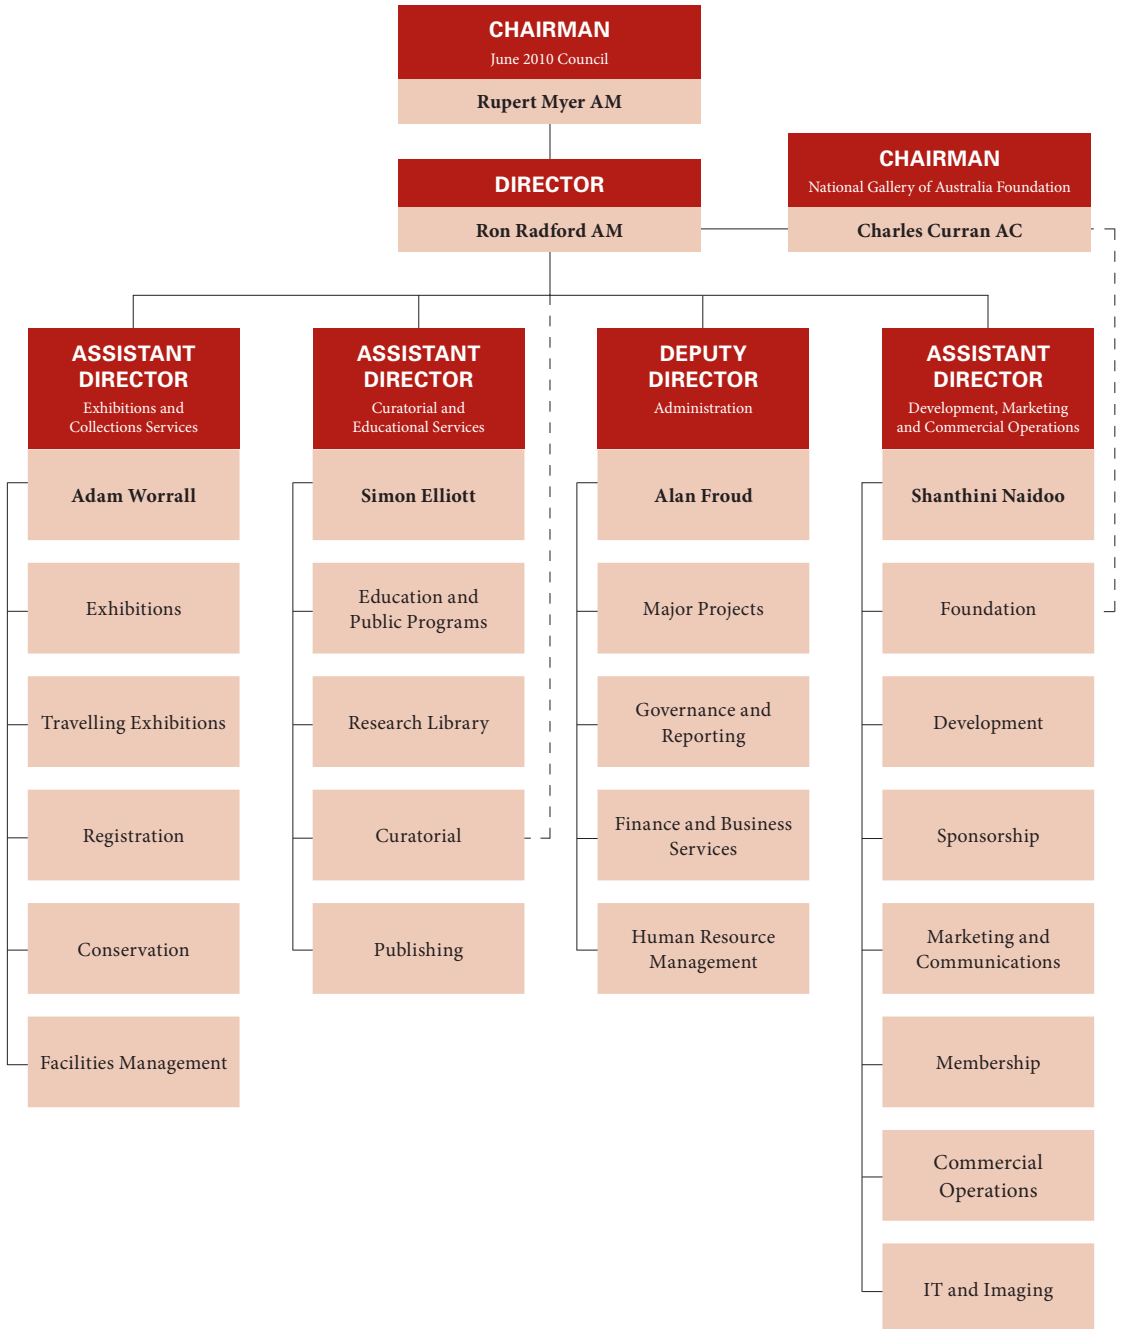 CHAIRMAN
June 2010 Council
Rupert Myer AM
CHAIRMAN
National Gallery of Australia Foundation
Charles Curran AC
DIRECTOR
Ron Radford AM
ASSISTANT
DIRECTOR
Exhibitions and
Collections Services
Adam Worrall
Exhibitions
Travelling Exhibitions
Registration
Conservation
Facilities Management
ASSISTANT
DIRECTOR
Curatorial and
Educational Services
Simon Elliott
Education and
Public Programs
Research Library
Curatorial
Publishing
DEPUTY
DIRECTOR
Administration
Alan Froud
Major Projects
Governance and
Reporting
Finance and Business
Services
Human Resource
Management
ASSISTANT
DIRECTOR
Development, Marketing
and Commercial Operations
Shanthini Naidoo
Foundation
Development
Sponsorship
Marketing and
Communications
Membership
Commercial
Operations
IT and Imaging